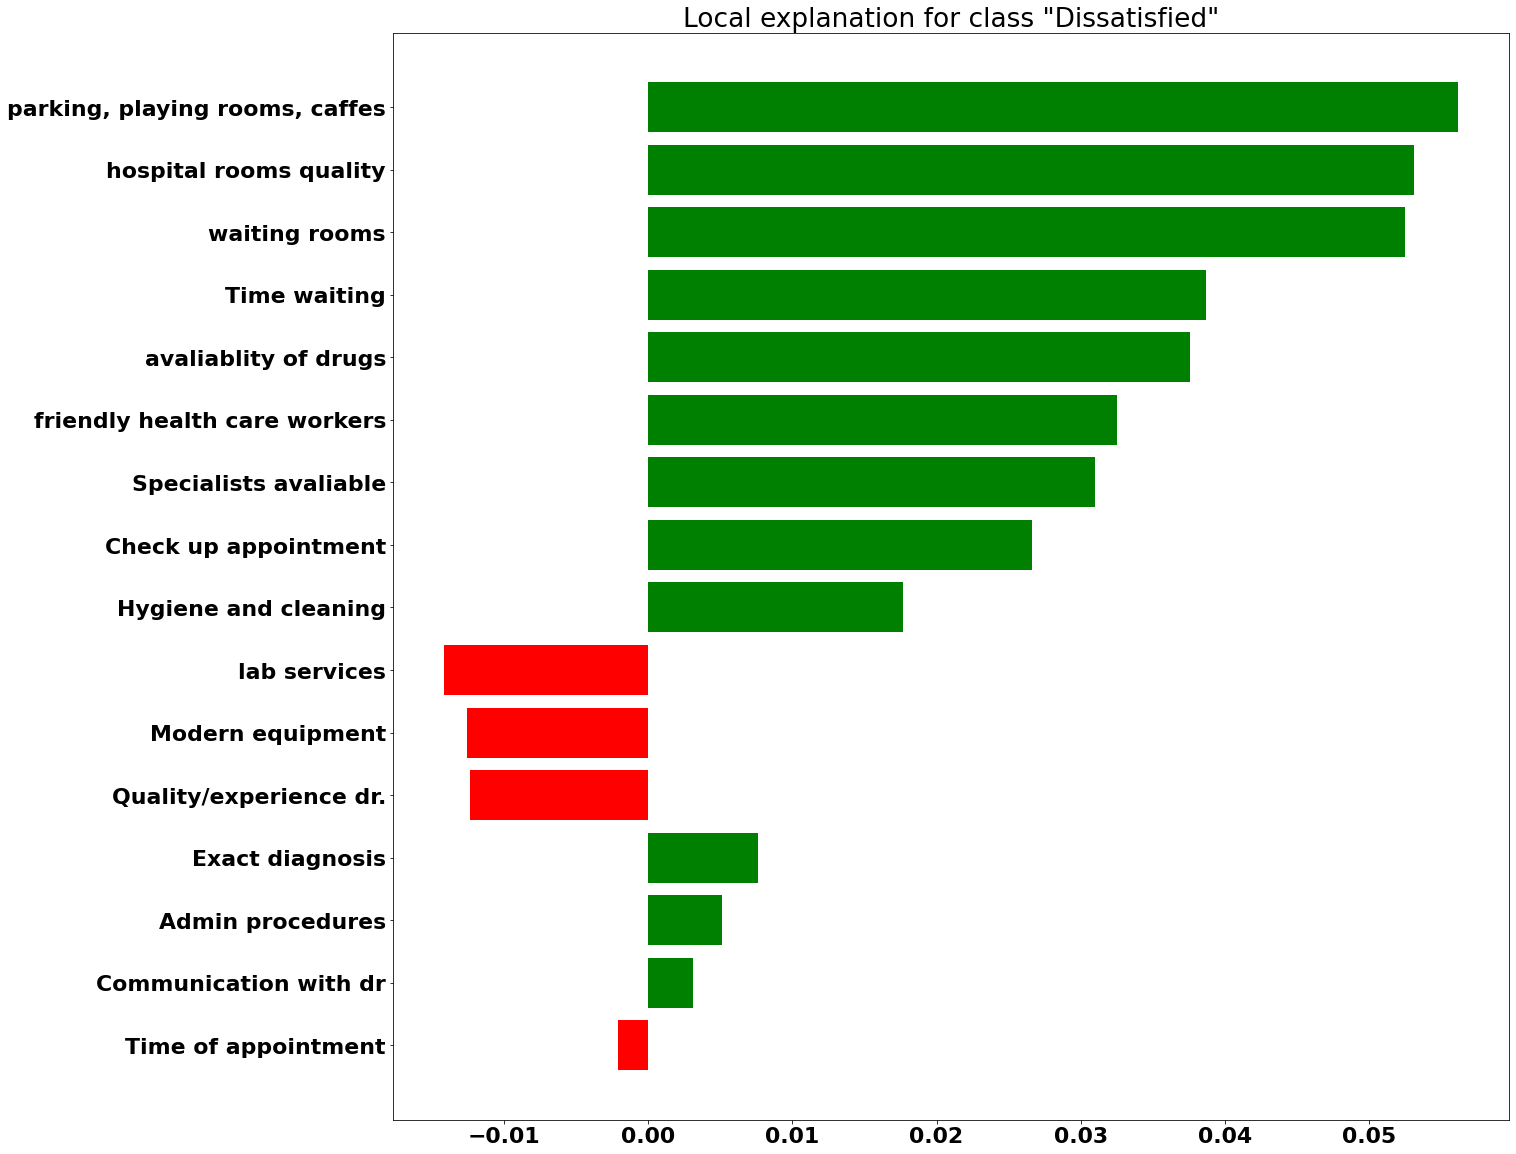 Local explanation for class "Dissatisfied"
parking, playing rooms, caffes
hospital rooms quality
waiting rooms
Time waiting
avaliablity of drugs
friendly health care workers
Specialists avaliable
Check up appointment
Hygiene and cleaning
lab services
Modern equipment
Quality/experience dr.
Exact diagnosis
Admin procedures
Communication with dr
Time of appointment
−0.01 0.00 0.01 0.02 0.03 0.04 0.05